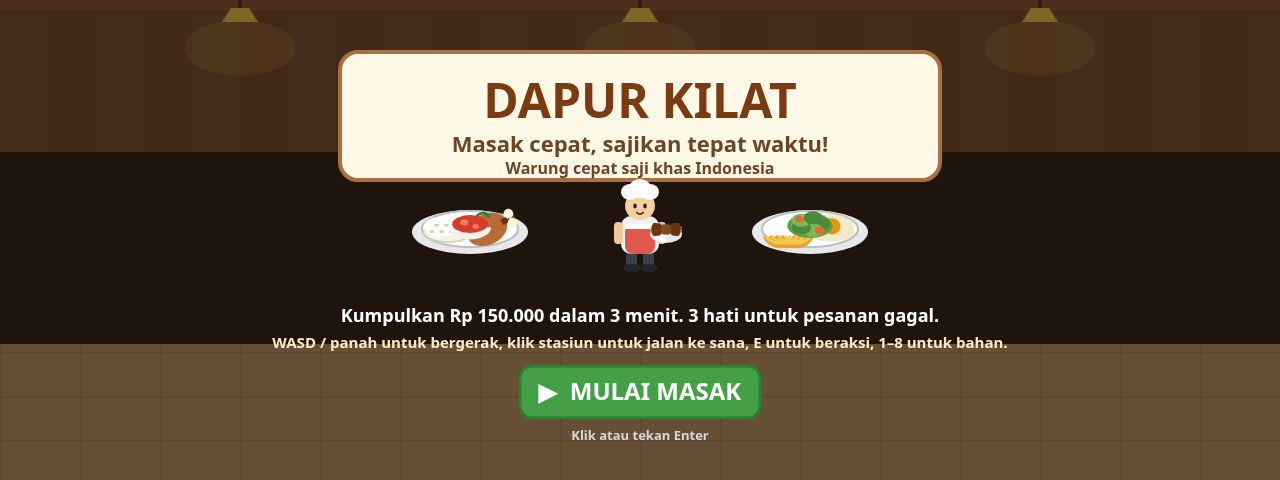 DAPUR KILAT
Masak cepat, sajikan tepat waktu!
Warung cepat saji khas Indonesia
Kumpulkan Rp 150.000 dalam 3 menit. 3 hati untuk pesanan gagal.
WASD / panah untuk bergerak, klik stasiun untuk jalan ke sana, E untuk beraksi, 1–8 untuk bahan.
▶ MULAI MASAK
Klik atau tekan Enter